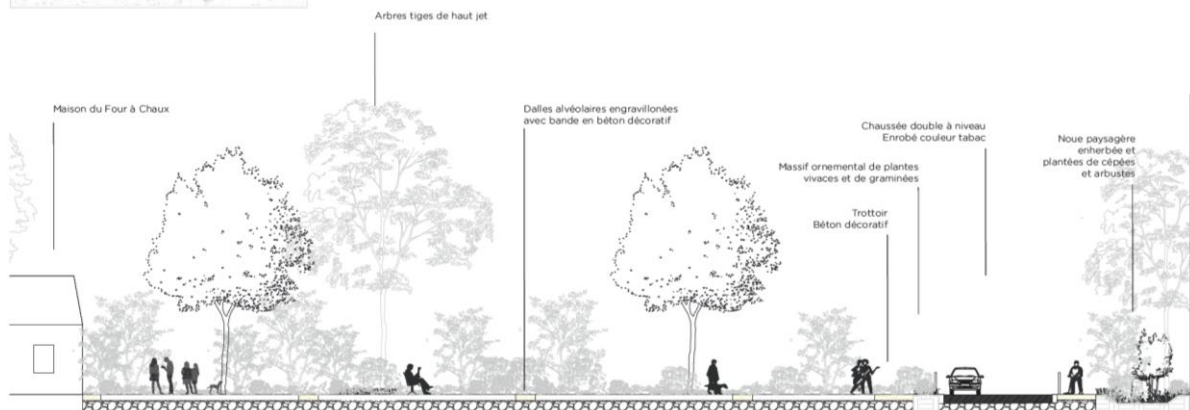 Arbres tiges de haut jet
Maison du Four à Chaux
Dalles alvéolaires engravillonées
avec bande en béton décoratif
Chaussée double à niveau
Enrobé couleur tabac
Massif ornemental de plantes
vivaces et de graminées
Trottoir
Béton décoratif
Noue paysagère
enherbée et
plantées de cépées
et arbustes